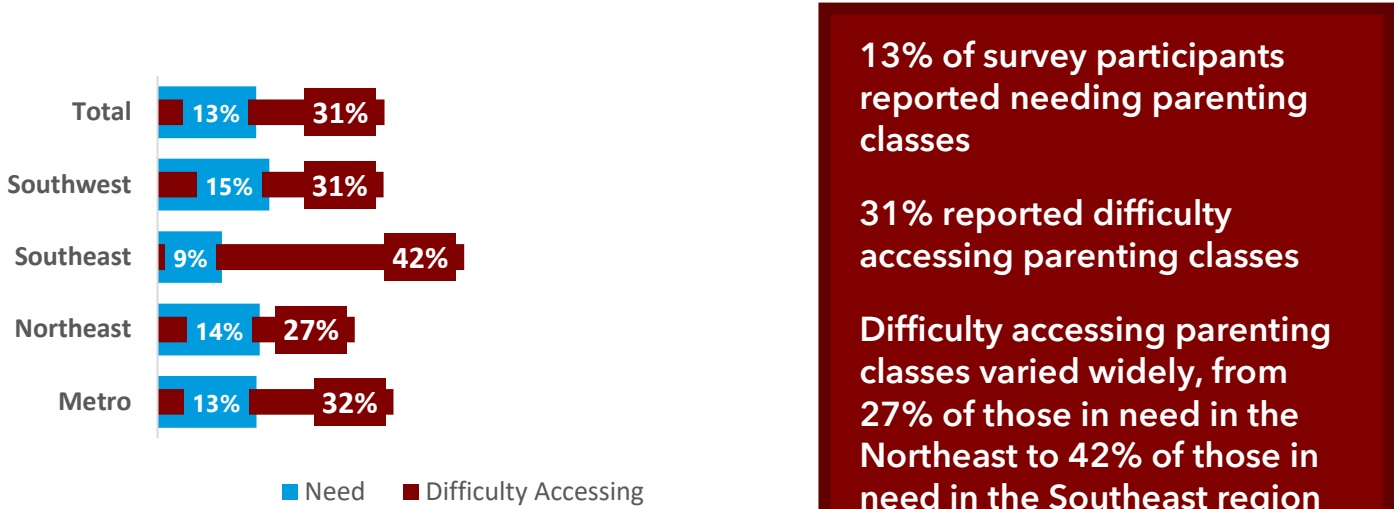 Total 13% 31%
Southwest 15% 31%
Southeast 9% 42%
Northeast 14% 27%
Metro 13% 32%
Need Difficulty Accessing
13% of survey participants
reported needing parenting
classes
31% reported difficulty
accessing parenting classes
Difficulty accessing parenting
classes varied widely, from
27% of those in need in the
Northeast to 42% of those in
need in the Southeast region